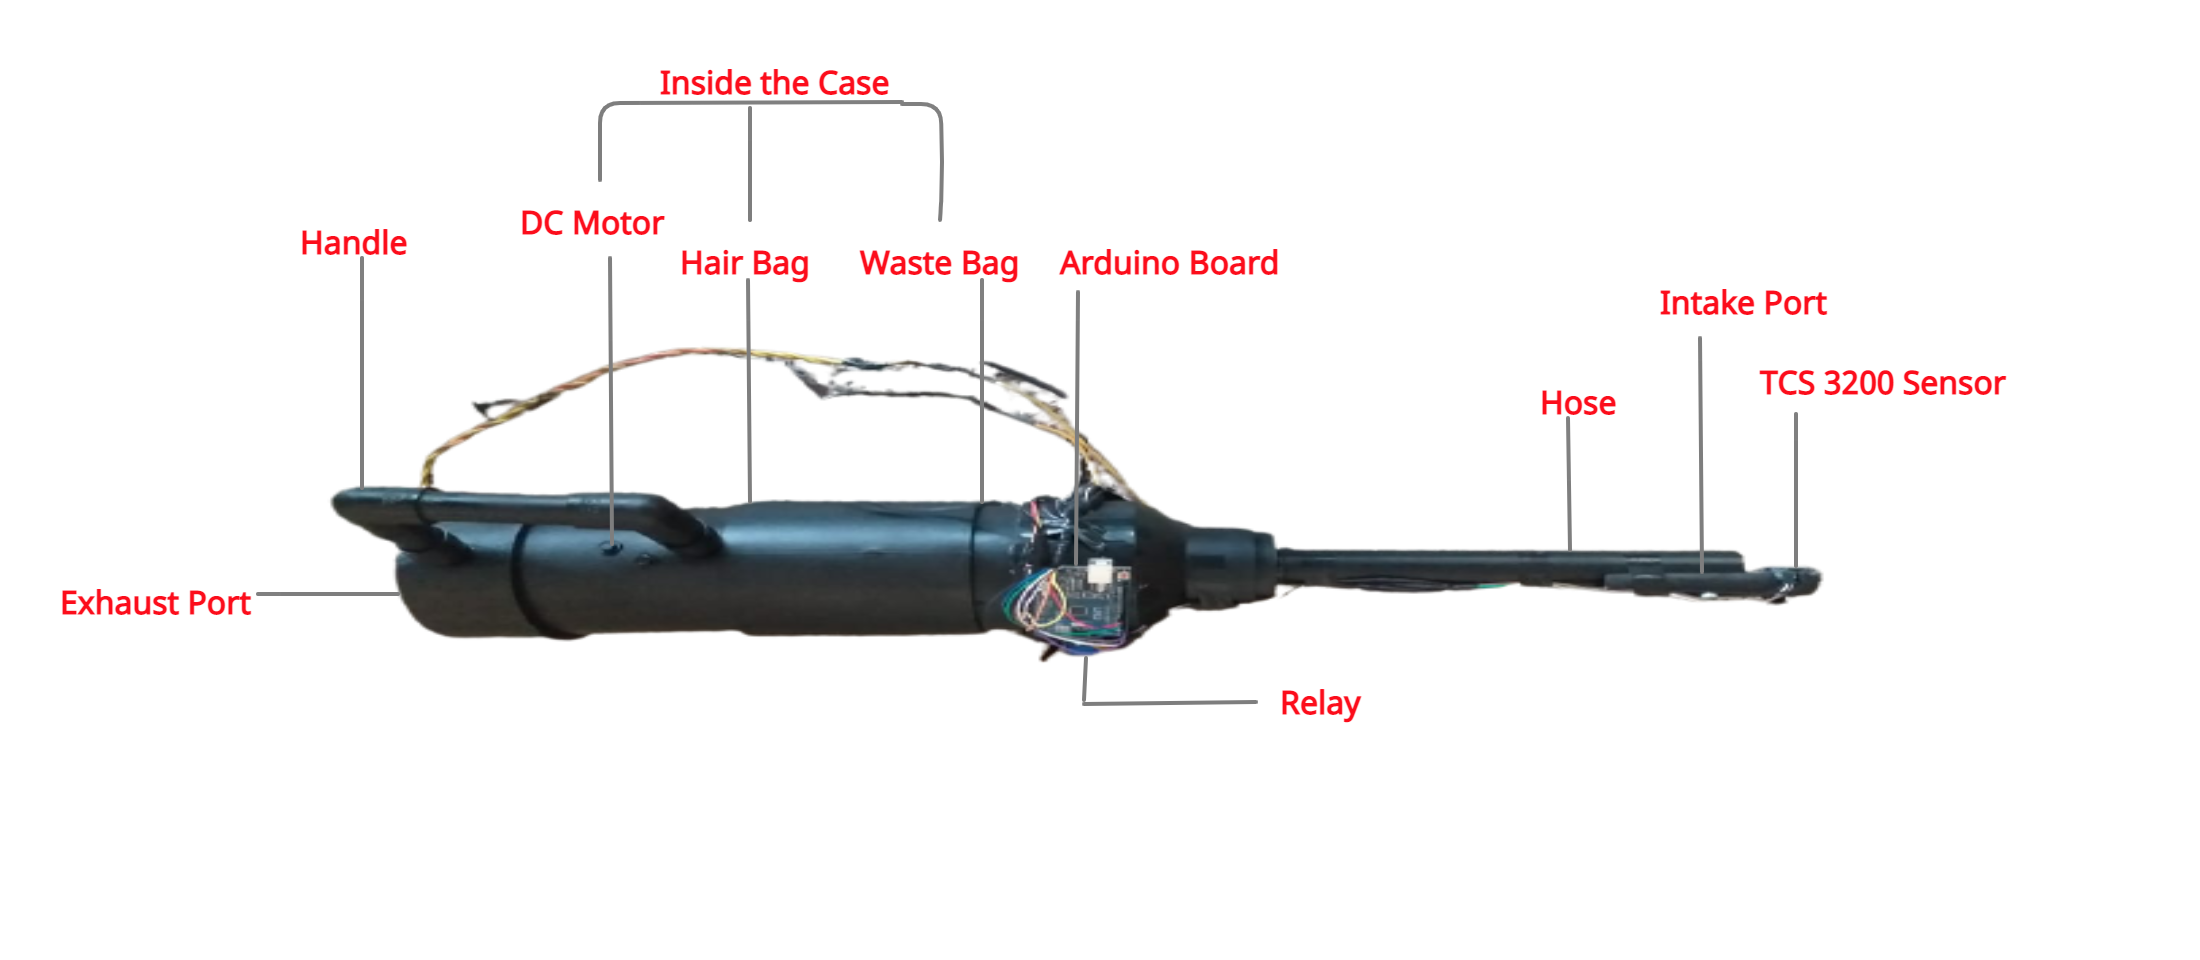 Inside the Case
Handle
DC Motor
Hair Bag
Waste Bag
Arduino Board
Intake Port
TCS 3200 Sensor
Hose
Exhaust Port
Relay